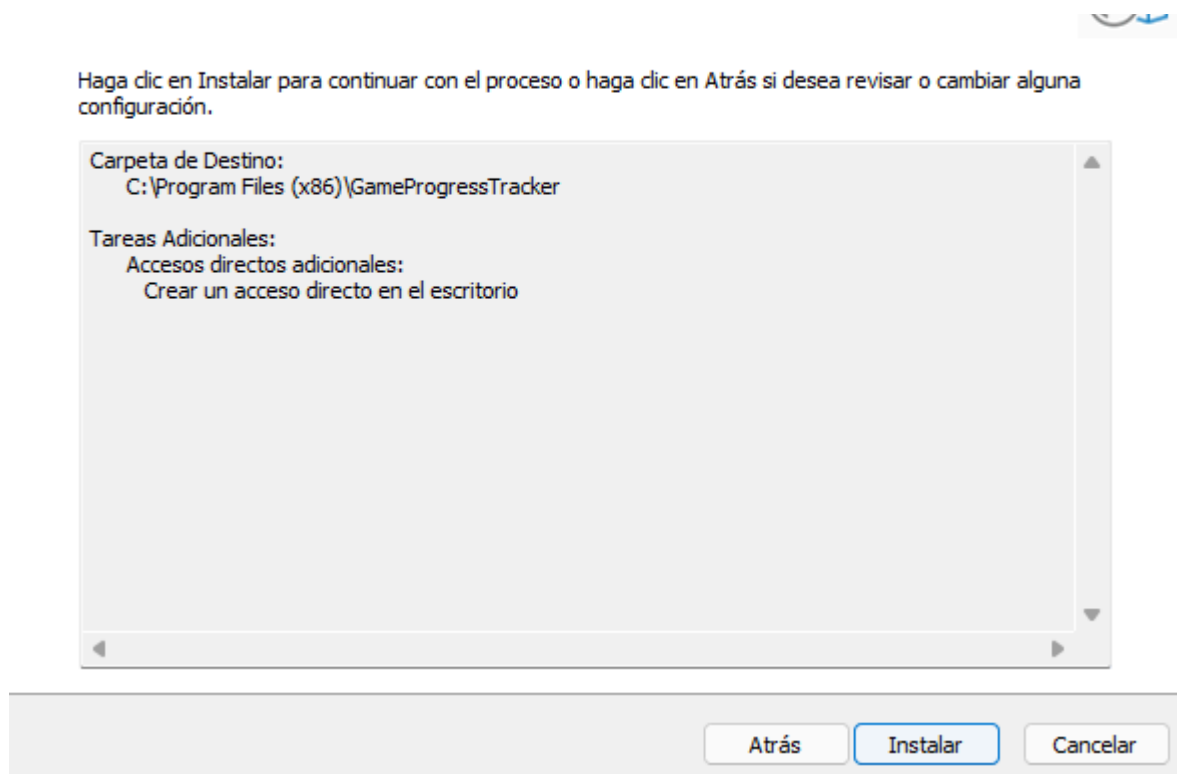 Haga clic en Instalar para continuar con el proceso o haga clic en Atrás si desea revisar o cambiar alguna
configuración.
Carpeta de Destino:
C:\Program Files (x86)\GameProgressTracker
Tareas Adicionales:
Accesos directos adicionales:
Crear un acceso directo en el escritorio
Atrás
Instalar
Cancelar